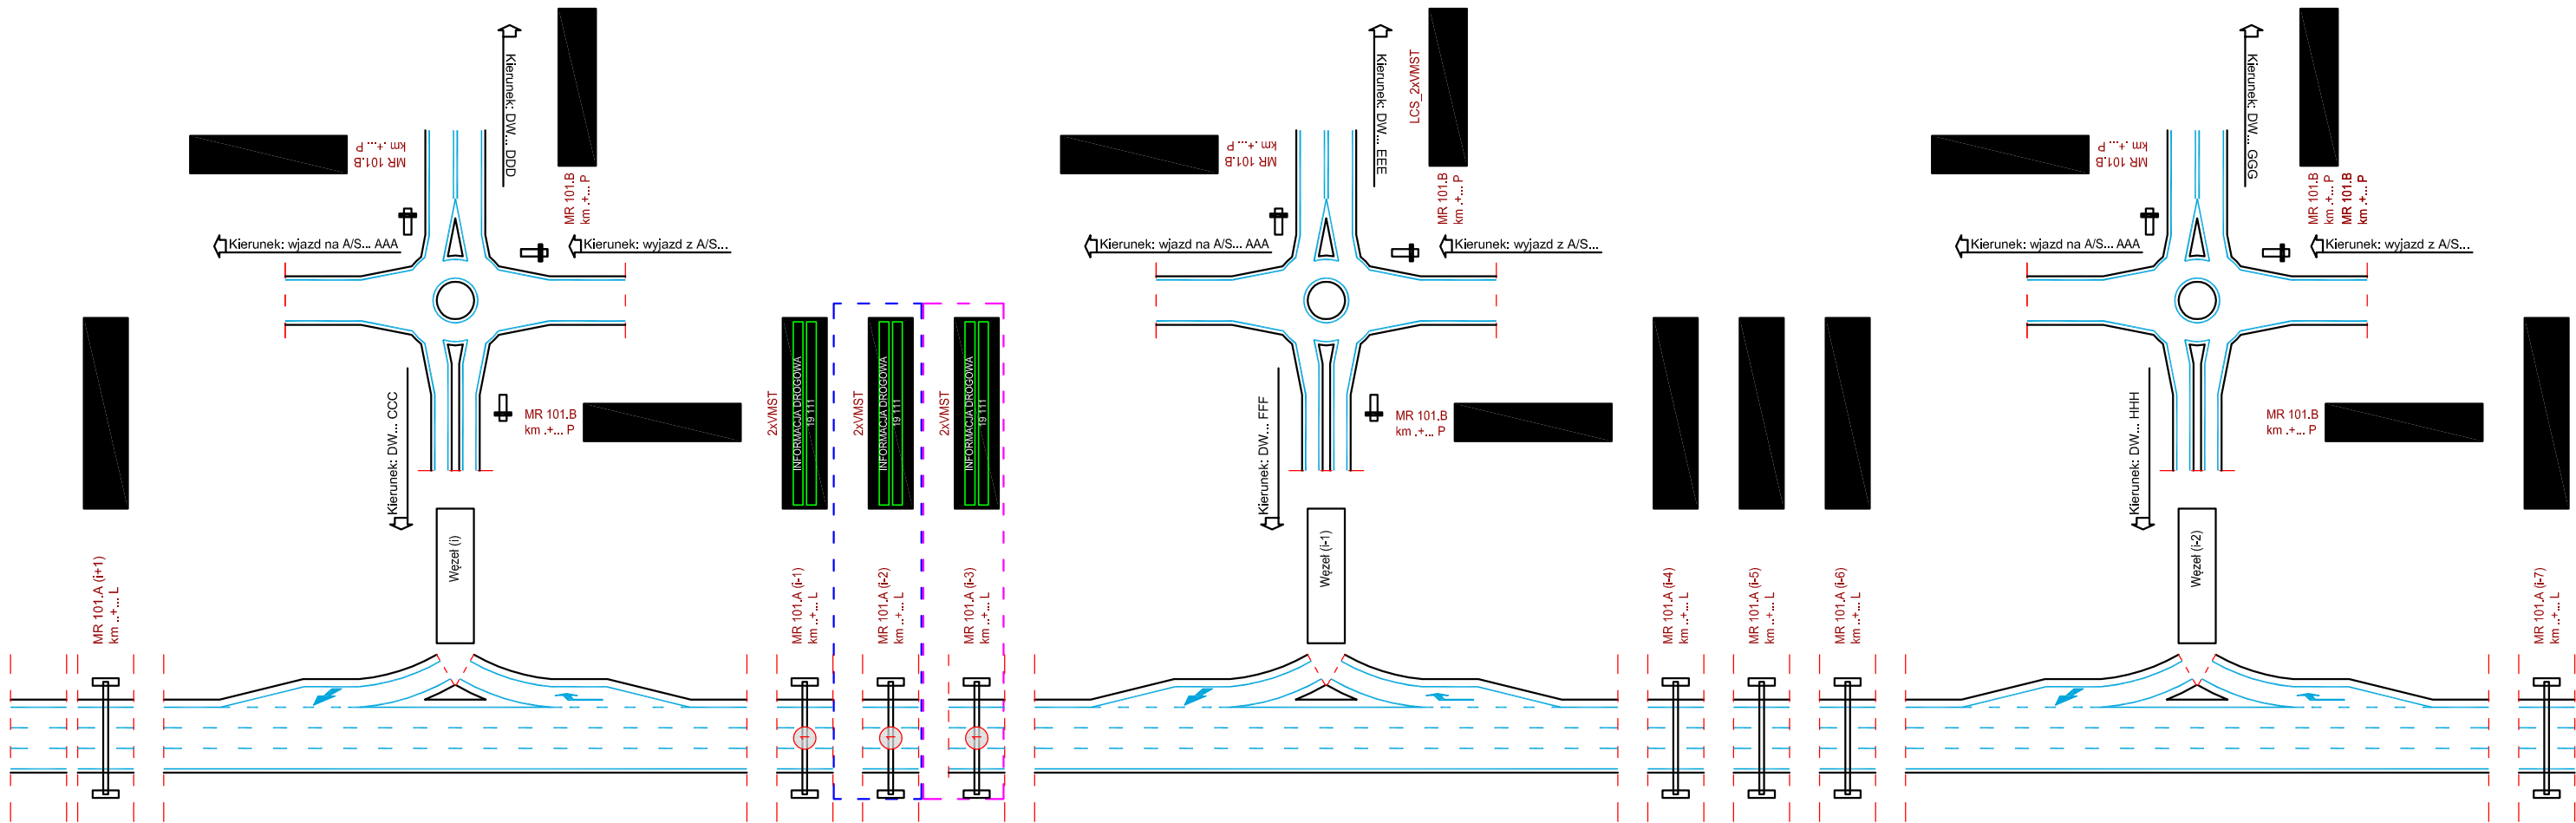 Kierunek: DW... DDD
MR 101.B
km .+... P
MR 101.B
km .+... P
Kierunek: wjazd na A/S... AAA
Kierunek: wyjazd z A/S...
Kierunek: DW... CCC
MR 101.B
km .+... P
Węzeł (i)
MR 101.A (i+1)
km ..+... L
2xVMST
INFORMACJA DROGOWA
19 111
MR 101.A (i-1)
km ..+... L
1
2xVMST
INFORMACJA DROGOWA
19 111
MR 101.A (i-2)
km ..+... L
1
2xVMST
INFORMACJA DROGOWA
19 111
MR 101.A (i-3)
km ..+... L
1
Kierunek: DW... EEE
LCS_2xVMST
MR 101.B
km .+... P
MR 101.B
km .+... P
Kierunek: wjazd na A/S... AAA
Kierunek: wyjazd z A/S...
Kierunek: DW... FFF
MR 101.B
km .+... P
Węzeł (i-1)
MR 101.A (i-4)
km ..+... L
MR 101.A (i-5)
km ..+... L
MR 101.A (i-6)
km ..+... L
Kierunek: DW... GGG
MR 101.B
km .+... P
MR 101.B
km .+... P
MR 101.B
km .+... P
Kierunek: wjazd na A/S... AAA
Kierunek: wyjazd z A/S...
Kierunek: DW... HHH
MR 101.B
km .+... P
Węzeł (i-2)
MR 101.A (i-7)
km ..+... L